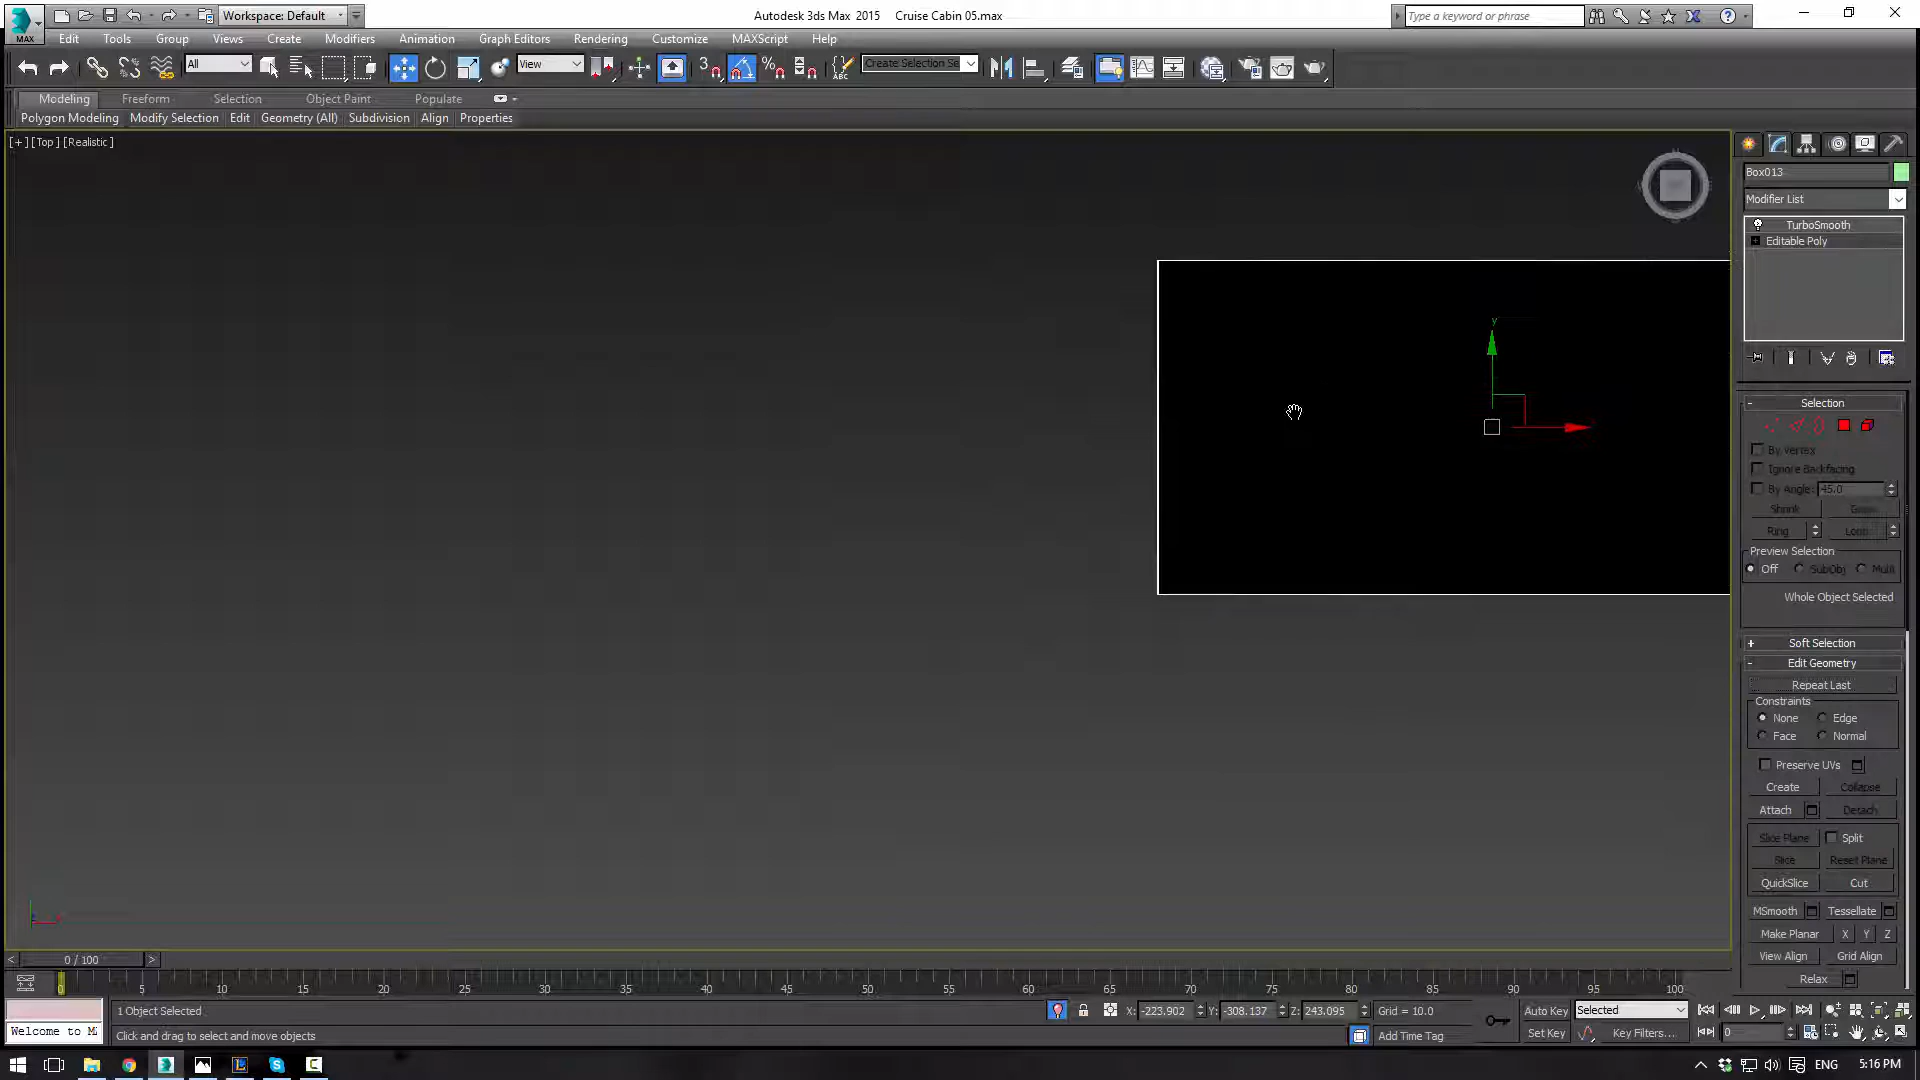 MAX
Workspace: Default
Autodesk 3ds Max 2015    Cruise Cabin 05.max
Type a keyword or phrase
Edit Tools Group Views Create Modifiers Animation Graph Editors Rendering Customize MAXScript Help
All
View
3
%
ABC
Create Selection Se
Modeling Freeform Selection Object Paint Populate
Polygon Modeling Modify Selection Edit Geometry (All) Subdivision Align Properties
[+] [Top] [Realistic]
y
Box013
Modifier List
TurboSmooth
Editable Poly
Selection
By Vertex
Ignore Backfacing
By Angle: 45.0
Shrink Grow
Ring Loop
Preview Selection
Off SubObj Multi
Whole Object Selected
+ Soft Selection
- Edit Geometry
Repeat Last
Constraints
None Edge
Face Normal
Preserve UVs
Create Collapse
Attach Detach
Slice Plane Split
Slice Reset Plane
QuickSlice Cut
MSmooth Tessellate
Make Planar X Y Z
View Align Grid Align
Relax
< 0 / 100 >
0 5 10 15 20 25 30 35 40 45 50 55 60 65 70 75 80 85 90 95 100
1 Object Selected
X: -223.902 Y: -308.137 Z: 243.095 Grid = 10.0
Auto Key Selected
Welcome to M
Click and drag to select and move objects
Add Time Tag
Set Key Key Filters... 0
ENG 5:16 PM